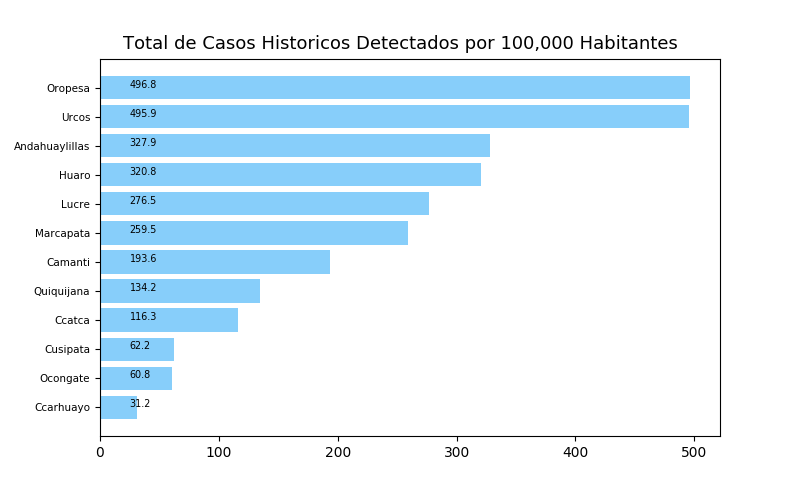 Total de Casos Historicos Detectados por 100,000 Habitantes
Oropesa 496.8
Urcos 495.9
Andahuaylillas 327.9
Huaro 320.8
Lucre 276.5
Marcapata 259.5
Camanti 193.6
Quiquijana 134.2
Ccatca 116.3
Cusipata 62.2
Ocongate 60.8
Ccarhuayo 31.2
0 100 200 300 400 500